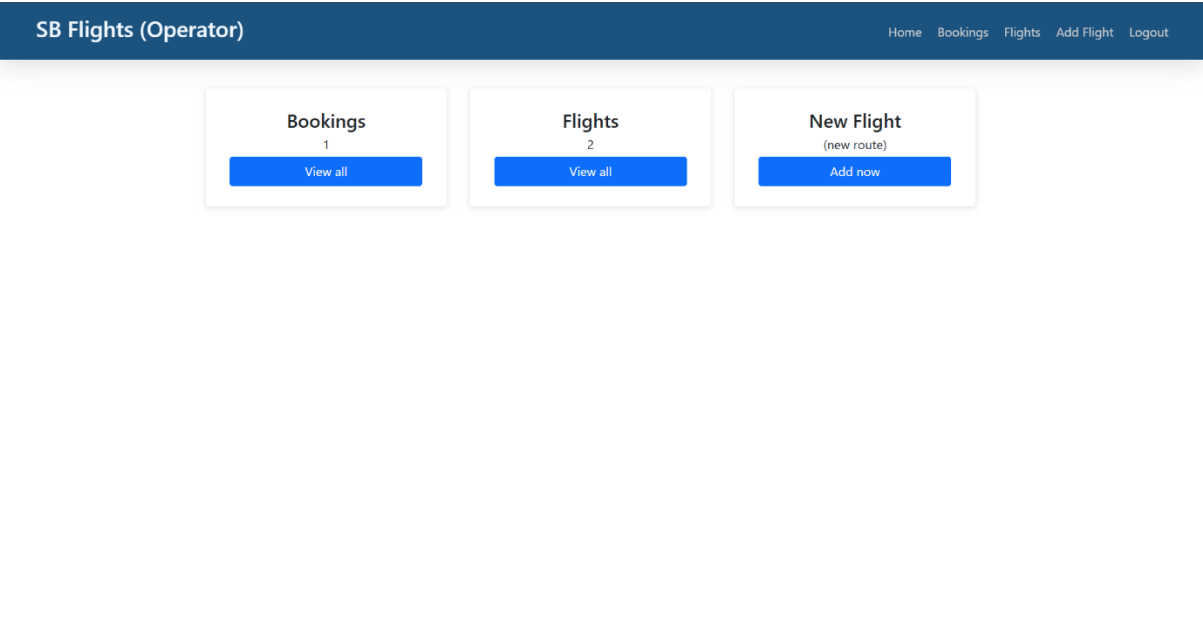 SB Flights (Operator)
Home Bookings Flights Add Flight Logout
Bookings
1
View all
Flights
2
View all
New Flight
(new route)
Add now